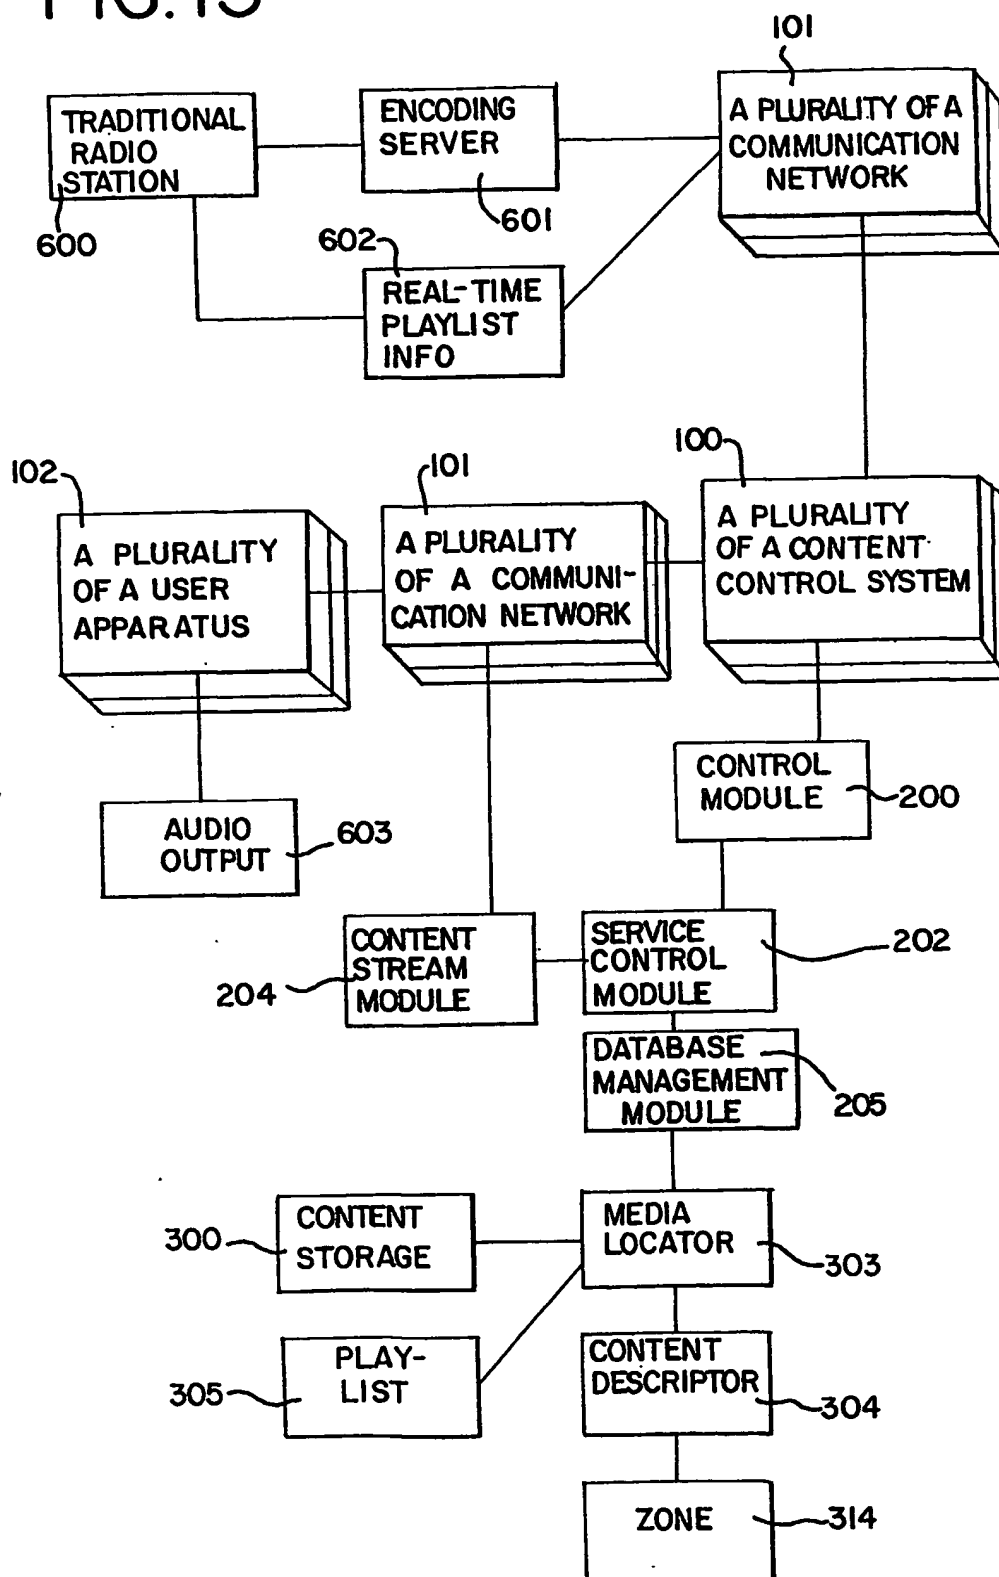 FIG. 13
101
TRADITIONAL
RADIO
STATION
600
ENCODING
SERVER
601
A PLURALITY OF A
COMMUNICATION
NETWORK
602
REAL-TIME
PLAYLIST
INFO
102
A PLURALITY
OF A USER
APPARATUS
101
A PLURALITY
OF A COMMUNI-
CATION NETWORK
100
A PLURALITY
OF A CONTENT
CONTROL SYSTEM
AUDIO
OUTPUT
603
CONTROL
MODULE
200
CONTENT
STREAM
MODULE
204
SERVICE
CONTROL
MODULE
202
DATABASE
MANAGEMENT
MODULE
205
CONTENT
STORAGE
300
MEDIA
LOCATOR
303
PLAY-
LIST
305
CONTENT
DESCRIPTOR
304
ZONE
314